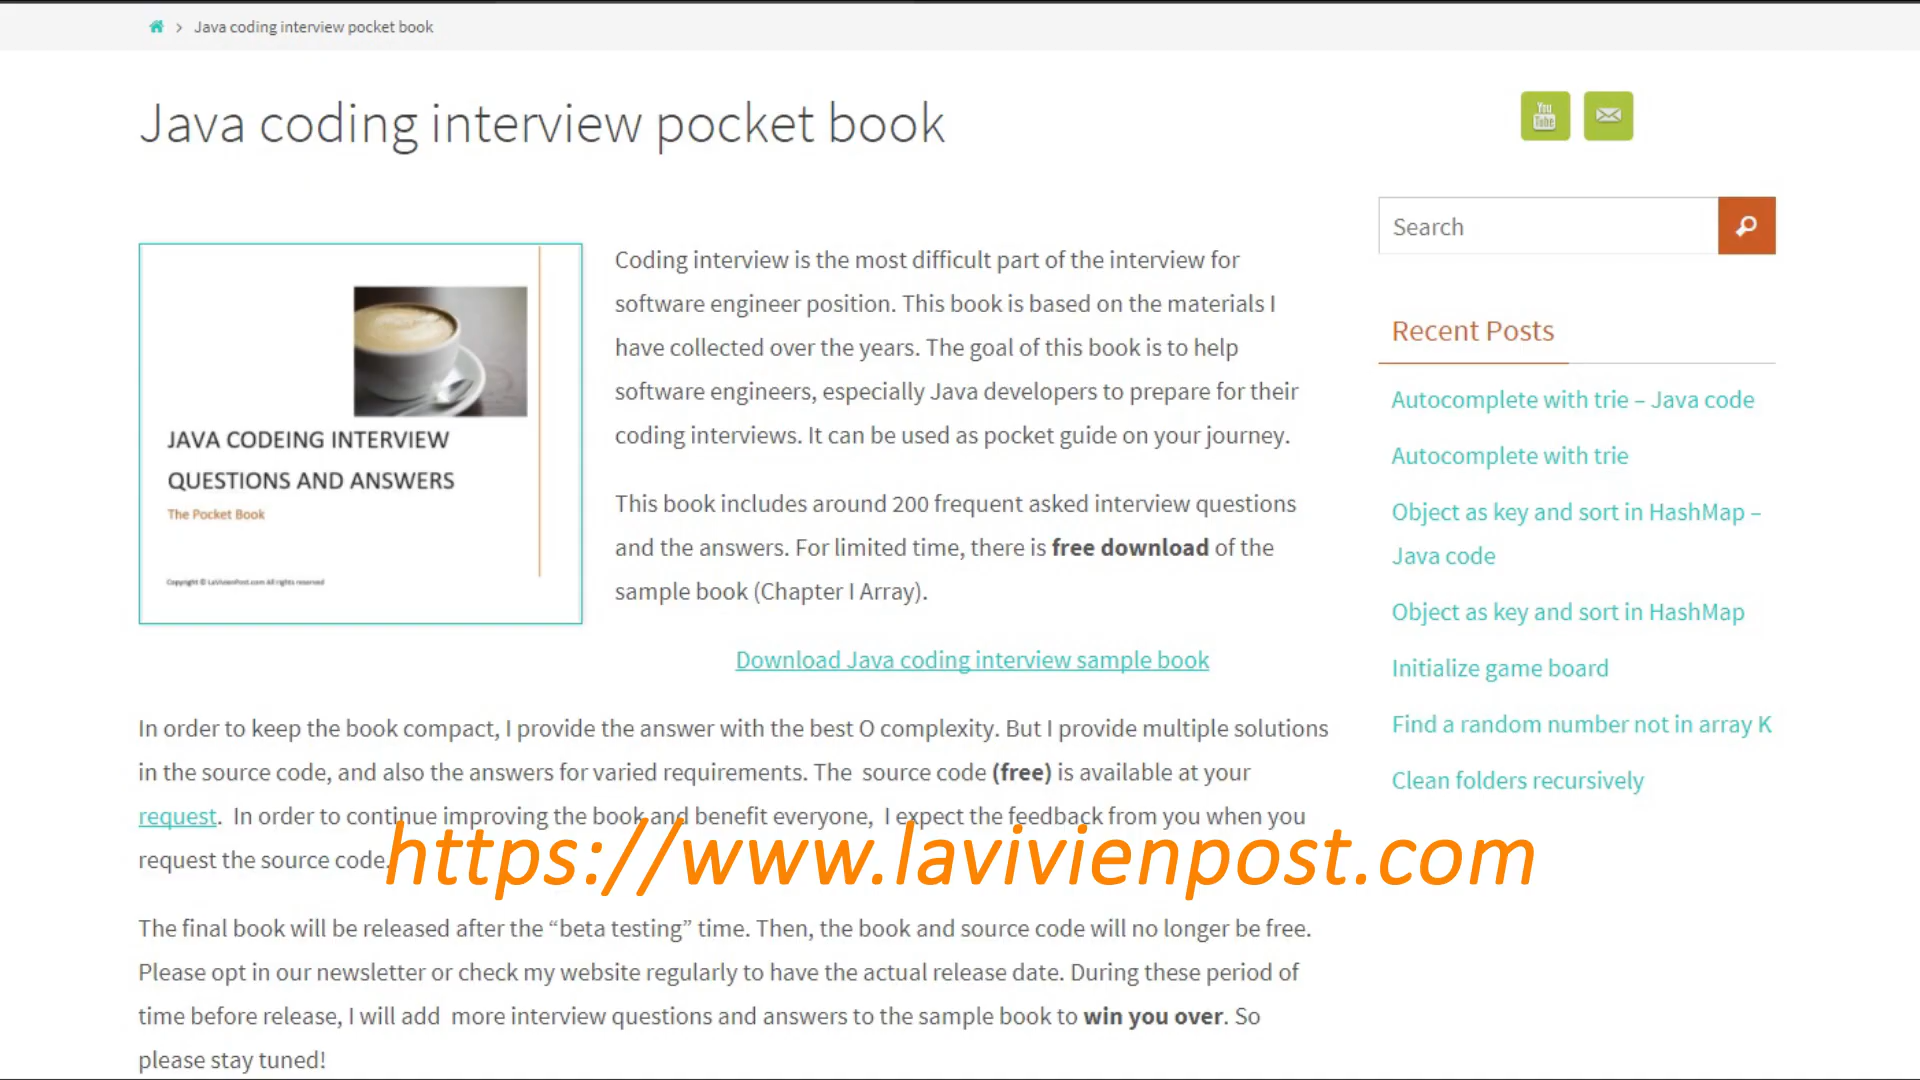 Java coding interview pocket book
Java coding interview pocket book
You
Tube
Search
JAVA CODEING INTERVIEW
QUESTIONS AND ANSWERS
The Pocket Book
Copyright © LaVivienPost.com All rights reserved
Coding interview is the most difficult part of the interview for
software engineer position. This book is based on the materials I
have collected over the years. The goal of this book is to help
software engineers, especially Java developers to prepare for their
coding interviews. It can be used as pocket guide on your journey.
This book includes around 200 frequent asked interview questions
and the answers. For limited time, there is free download of the
sample book (Chapter I Array).
Download Java coding interview sample book
In order to keep the book compact, I provide the answer with the best O complexity. But I provide multiple solutions
in the source code, and also the answers for varied requirements. The source code (free) is available at your
request. In order to continue improving the book and benefit everyone, I expect the feedback from you when you
request the source code.
https://www.lavivienpost.com
The final book will be released after the “beta testing” time. Then, the book and source code will no longer be free.
Please opt in our newsletter or check my website regularly to have the actual release date. During these period of
time before release, I will add more interview questions and answers to the sample book to win you over. So
please stay tuned!
Recent Posts
Autocomplete with trie – Java code
Autocomplete with trie
Object as key and sort in HashMap –
Java code
Object as key and sort in HashMap
Initialize game board
Find a random number not in array K
Clean folders recursively